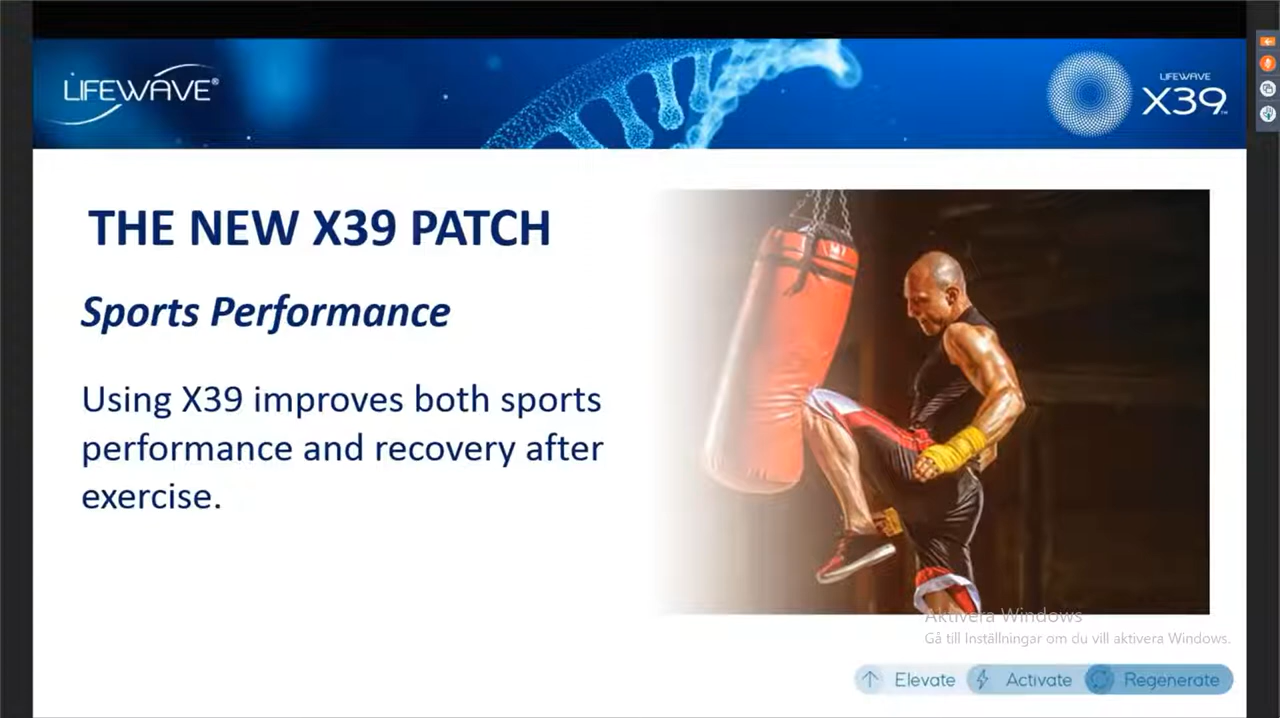 LIFEWAVE®
LIFEWAVE
X39™
THE NEW X39 PATCH
Sports Performance
Using X39 improves both sports
performance and recovery after
exercise.
Aktivera Windows
Gå till Inställningar om du vill aktivera Windows.
Elevate Activate Regenerate